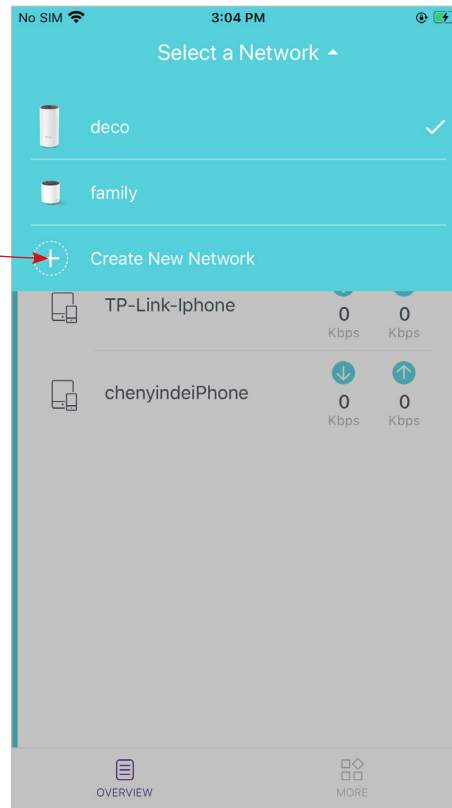 No SIM 3:04 PM
Select a Network
deco
family
Create New Network
TP-Link-Iphone
0 0
Kbps Kbps
chenyindeiPhone
0 0
Kbps Kbps
OVERVIEW MORE